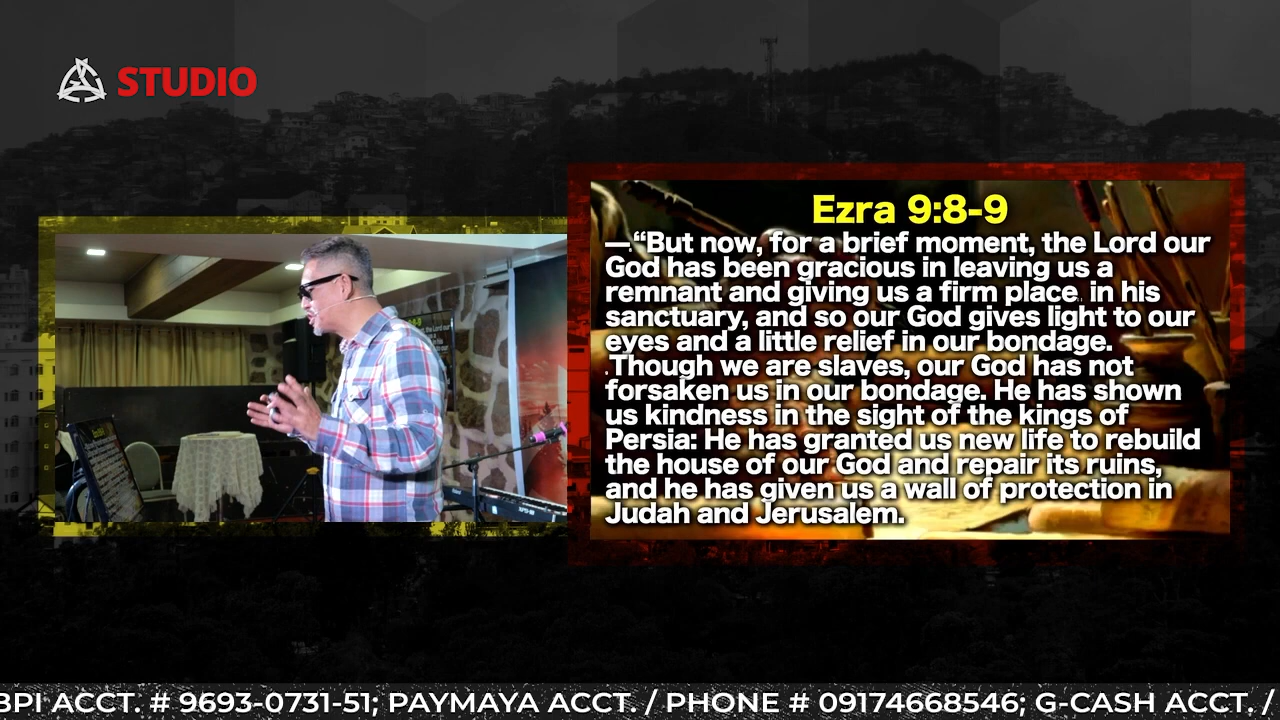 STUDIO
Ezra 9:8-9
—“But now, for a brief moment, the Lord our
God has been gracious in leaving us a
remnant and giving us a firm place in his
sanctuary, and so our God gives light to our
eyes and a little relief in our bondage.
Though we are slaves, our God has not
forsaken us in our bondage. He has shown
us kindness in the sight of the kings of
Persia: He has granted us new life to rebuild
the house of our God and repair its ruins,
and he has given us a wall of protection in
Judah and Jerusalem.
BPI ACCT. # 9693-0731-51; PAYMAYA ACCT. / PHONE # 09174668546; G-CASH ACCT. /